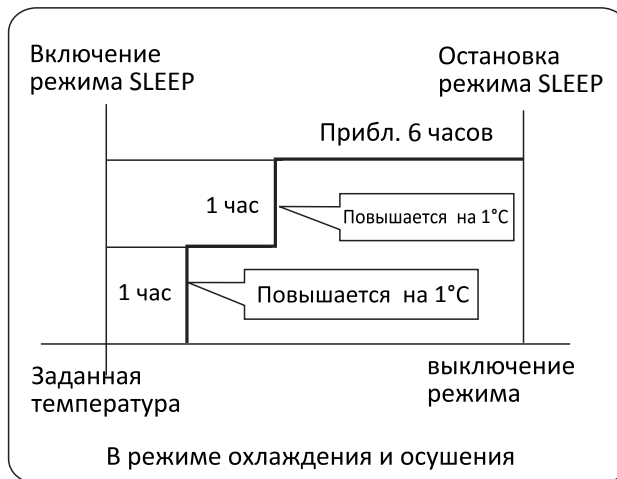 Включение
режима SLEEP
Остановка
режима SLEEP
Прибл. 6 часов
1 час
Повышается на 1°C
1 час
Повышается на 1°C
Заданная
температура
выключение
режима
В режиме охлаждения и осушения